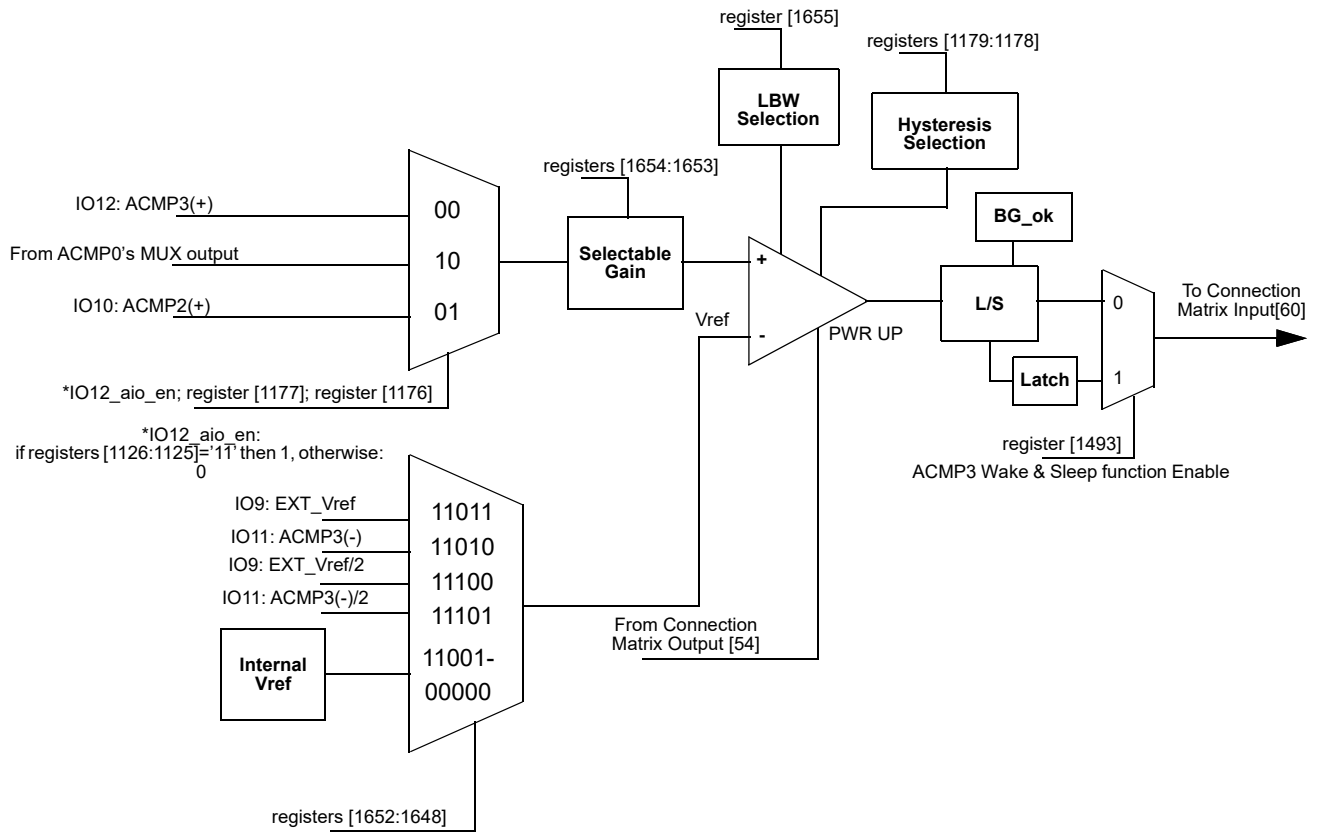 register [1655]
registers [1179:1178]
LBW
Selection
Hysteresis
Selection
registers [1654:1653]
IO12: ACMP3(+)
00
From ACMP0's MUX output
10
IO10: ACMP2(+)
01
Selectable
Gain
+
-
Vref
PWR UP
BG_ok
L/S
Latch
0
1
To Connection
Matrix Input[60]
*IO12_aio_en; register [1177]; register [1176]
*IO12_aio_en:
if registers [1126:1125]='11' then 1, otherwise:
0
register [1493]
ACMP3 Wake & Sleep function Enable
IO9: EXT_Vref
11011
IO11: ACMP3(-)
11010
IO9: EXT_Vref/2
11100
IO11: ACMP3(-)/2
11101
Internal
Vref
11001-
00000
From Connection
Matrix Output [54]
registers [1652:1648]